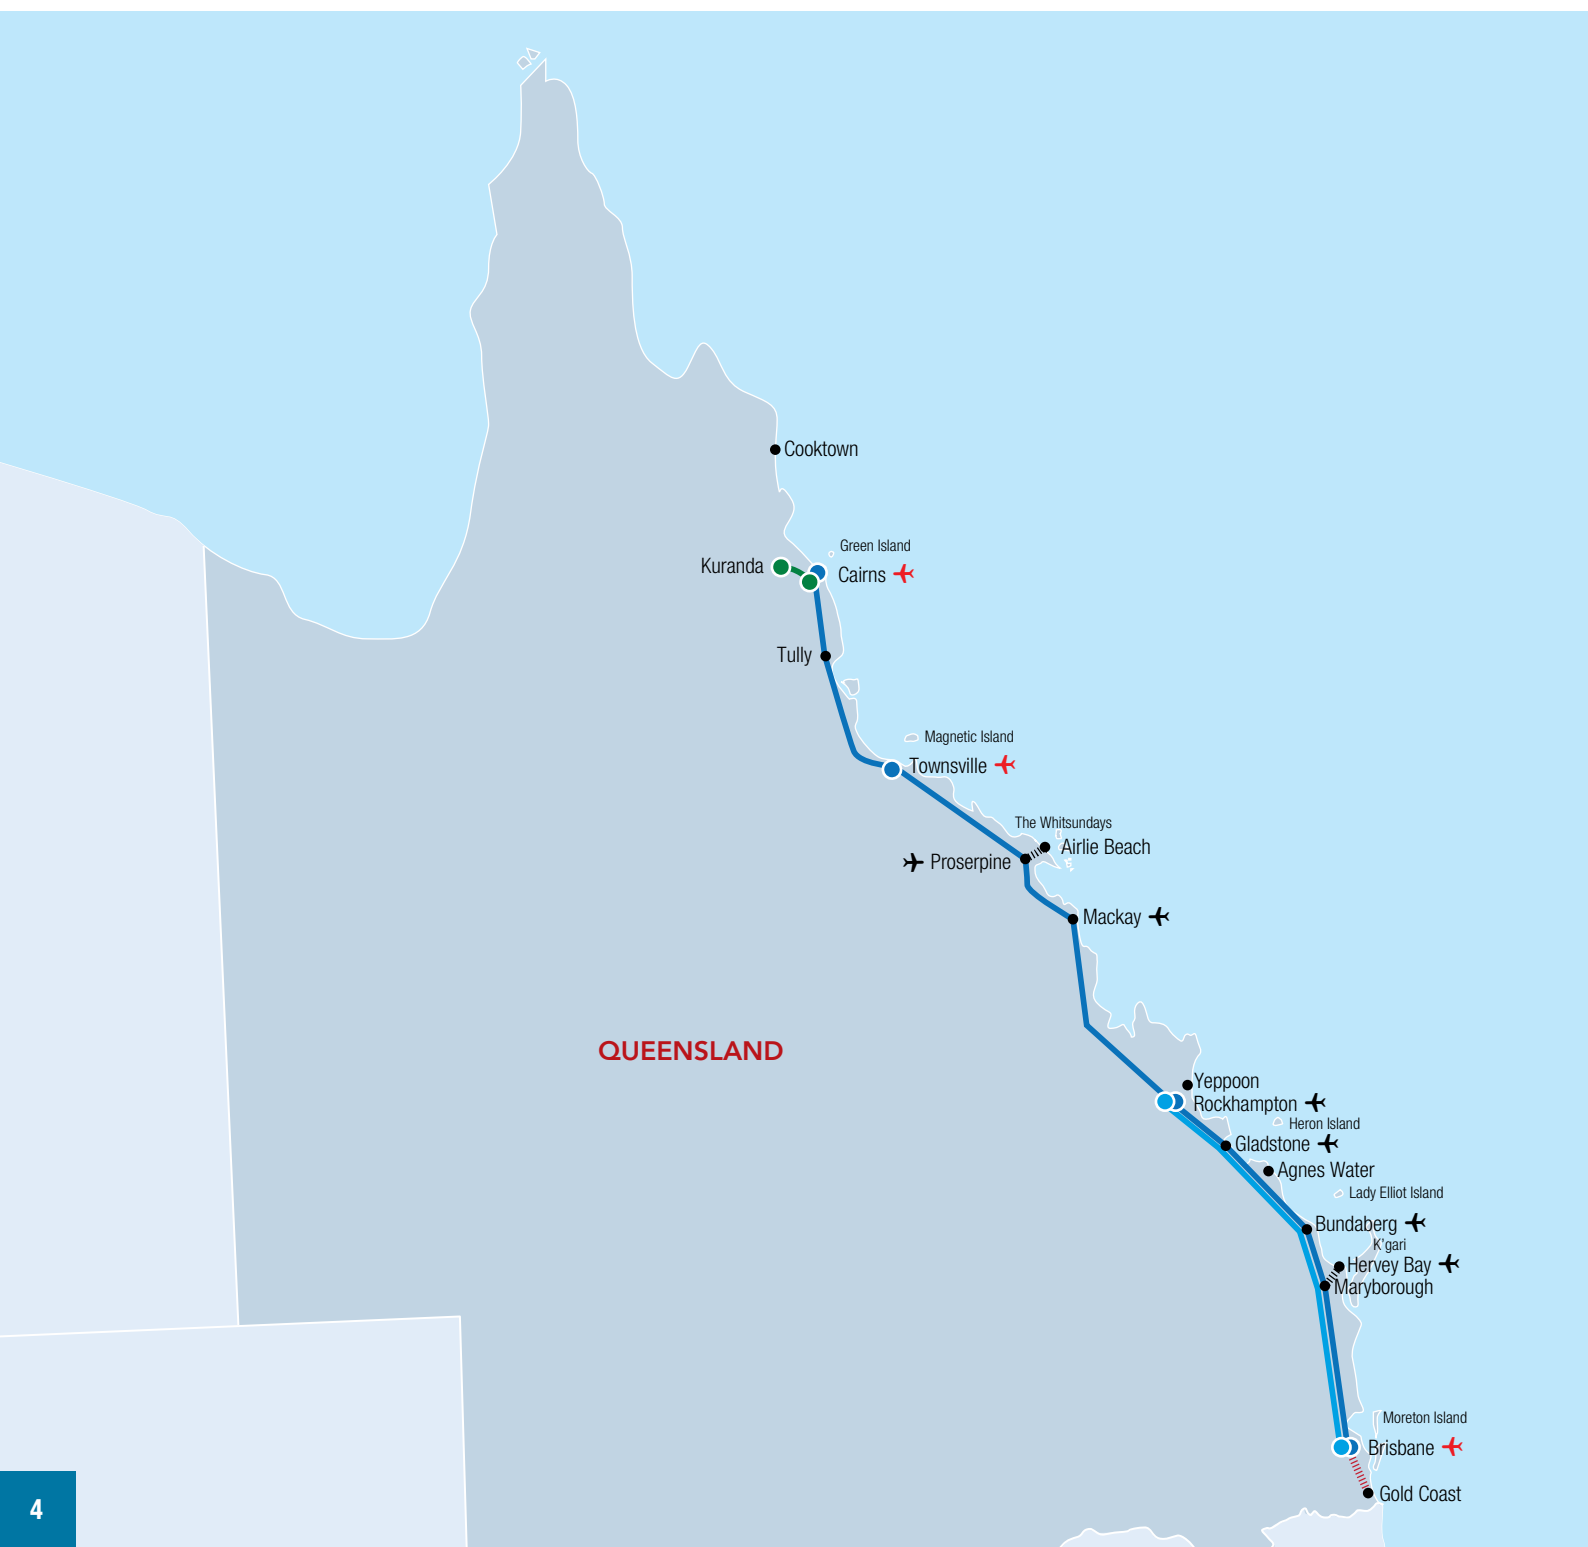 Cooktown
Green Island
Kuranda
Cairns
Tully
Magnetic Island
Townsville
The Whitsundays
Airlie Beach
Proserpine
Mackay
QUEENSLAND
Yeppoon
Rockhampton
Heron Island
Gladstone
Agnes Water
Lady Elliot Island
Bundaberg
K'gari
Hervey Bay
Maryborough
Moreton Island
Brisbane
Gold Coast
4